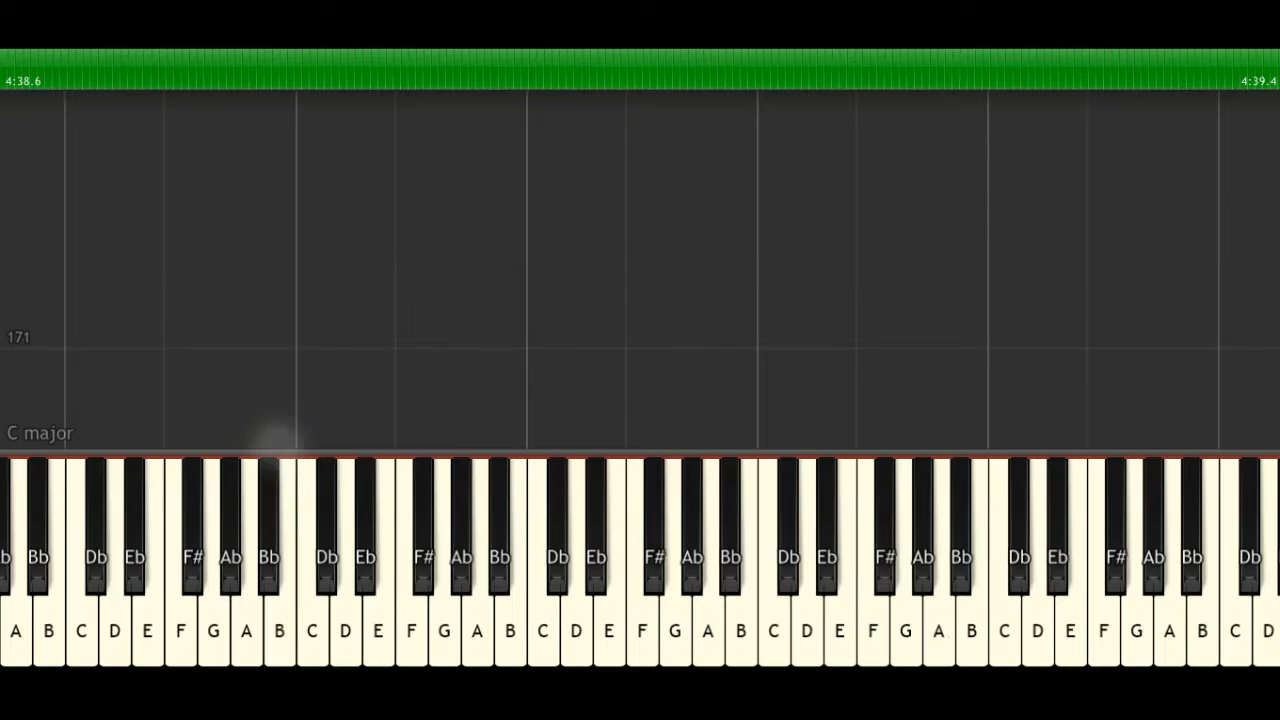 4:38.6 4:39.4
171
C major
b Bb Db Eb F# Ab Bb Db Eb F# Ab Bb Db Eb F# Ab Bb Db Eb F# Ab Bb Db Eb F# Ab Bb Db
A B C D E F G A B C D E F G A B C D E F G A B C D E F G A B C D E F G A B C D